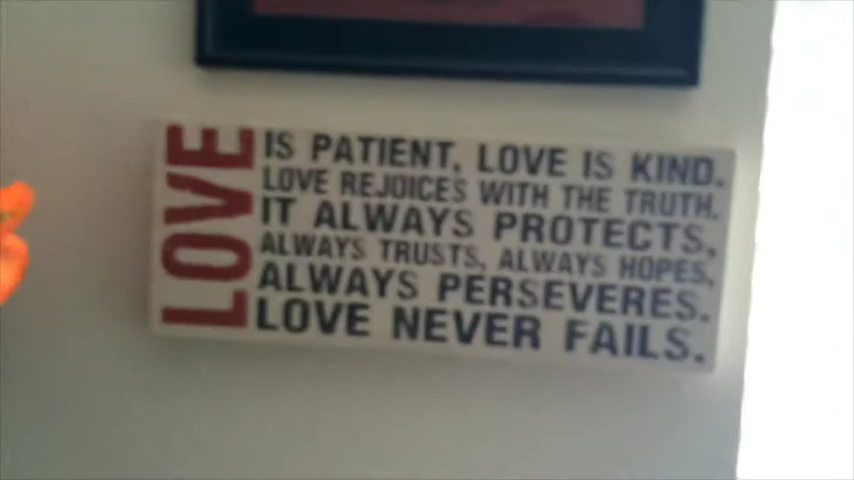 LOVE
IS PATIENT, LOVE IS KIND.
LOVE REJOICES WITH THE TRUTH.
IT ALWAYS PROTECTS,
ALWAYS TRUSTS, ALWAYS HOPES,
ALWAYS PERSEVERES.
LOVE NEVER FAILS.